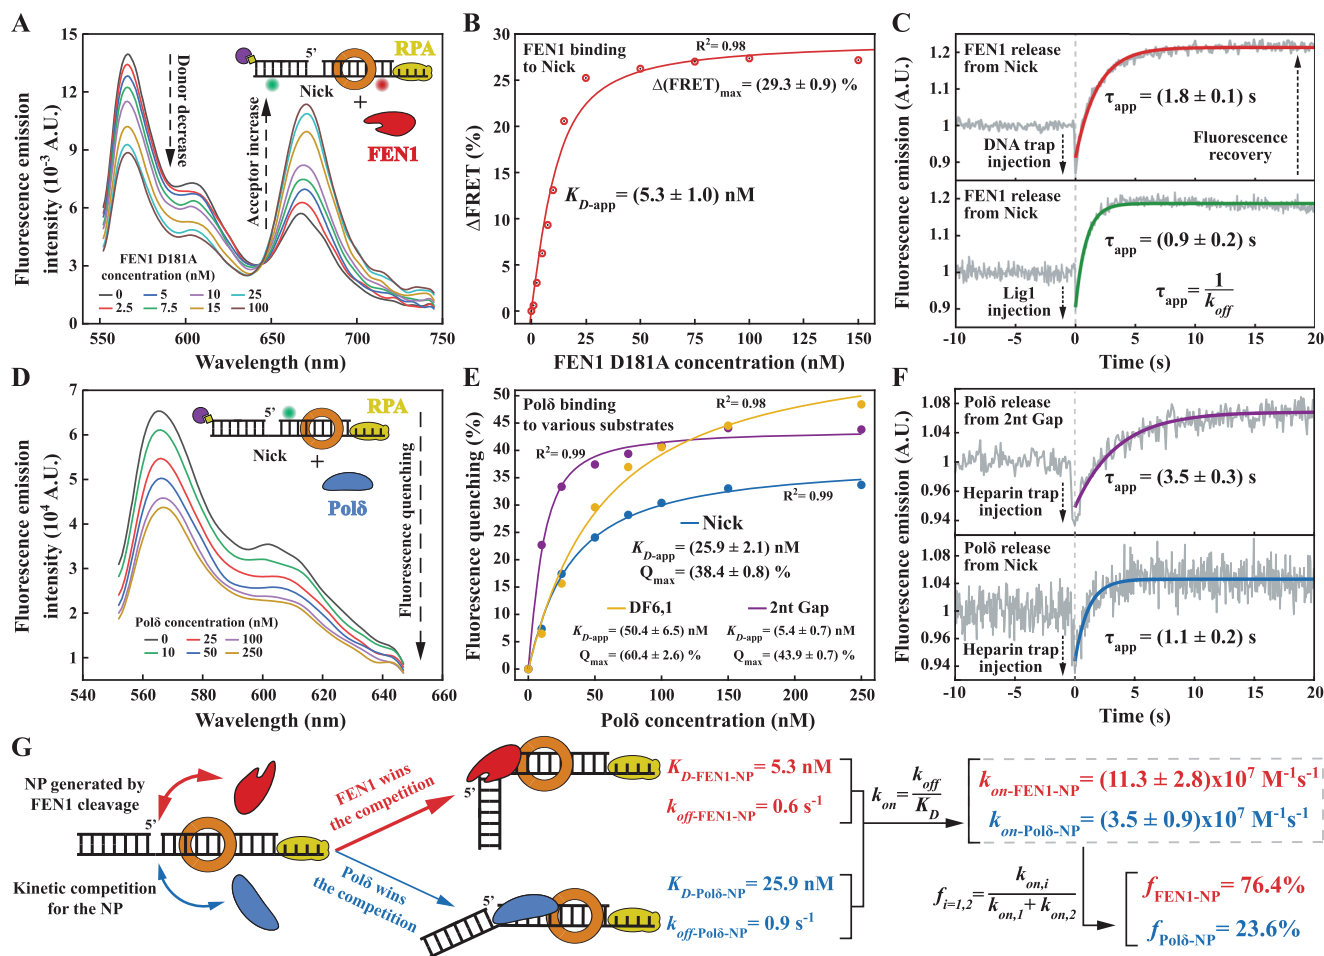 A
Fluorescence emission
intensity (10⁻³ A.U.)
15
12
9
6
3
0
550
600
650
700
750
Wavelength (nm)
Donor decrease
Acceptor increase
5’
RPA
Nick
+
FEN1
FEN1 D181A
concentration (nM)
0 5 10 25
2.5 7.5 15 100
B
FEN1 binding
to Nick
R²= 0.98
Δ(FRET)max = (29.3 ± 0.9) %
KD-app = (5.3 ± 1.0) nM
ΔFRET (%)
30
25
20
15
10
5
0
0
25
50
75
100
125
150
FEN1 D181A concentration (nM)
C
Fluorescence emission (A.U.)
FEN1 release
from Nick
τapp = (1.8 ± 0.1) s
DNA trap
injection
Fluorescence
recovery
1.2
1.1
1.0
0.9
FEN1 release
from Nick
τapp = (0.9 ± 0.2) s
Lig1
injection
τapp = 1/koff
1.2
1.1
1.0
0.9
-10
-5
0
5
10
15
20
Time (s)
D
Fluorescence emission
intensity (10⁴ A.U.)
7
6
5
4
3
2
1
540
560
580
600
620
640
660
Wavelength (nm)
5’
RPA
Nick
+
Polδ
Fluorescence quenching
Polδ concentration (nM)
0 25 100
10 50 250
E
Polδ binding
to various substrates
R²= 0.98
R²= 0.99
R²= 0.99
Nick
KD-app = (25.9 ± 2.1) nM
Qmax = (38.4 ± 0.8) %
DF6,1
KD-app = (50.4 ± 6.5) nM
Qmax = (60.4 ± 2.6) %
2nt Gap
KD-app = (5.4 ± 0.7) nM
Qmax = (43.9 ± 0.7) %
Fluorescence quenching (%)
50
45
40
35
30
25
20
15
10
5
0
0
50
100
150
200
250
Polδ concentration (nM)
F
Fluorescence emission (A.U.)
Polδ release
from 2nt Gap
τapp = (3.5 ± 0.3) s
Heparin trap
injection
1.08
1.04
1
0.96
0.94
Polδ release
from Nick
τapp = (1.1 ± 0.2) s
Heparin trap
injection
1.08
1.04
1
0.96
0.94
-10
-5
0
5
10
15
20
Time (s)
G
NP generated by
FEN1 cleavage
5’
Kinetic competition
for the NP
FEN1 wins
the competition
Polδ wins
the competition
5’
5’
KD-FEN1-NP = 5.3 nM
koff-FEN1-NP = 0.6 s⁻¹
KD-Polδ-NP = 25.9 nM
koff-Polδ-NP = 0.9 s⁻¹
kon = koff/KD
kon-FEN1-NP = (11.3 ± 2.8)x10⁷ M⁻¹s⁻¹
kon-Polδ-NP = (3.5 ± 0.9)x10⁷ M⁻¹s⁻¹
fi=1,2 = kon,i/kon,1 + kon,2
fFEN1-NP = 76.4%
fPolδ-NP = 23.6%